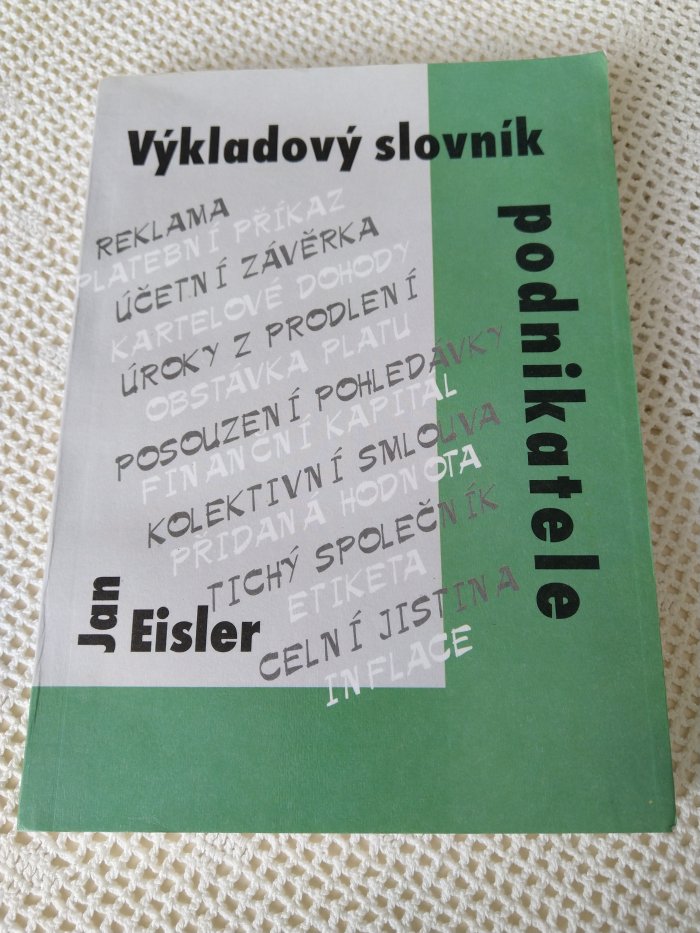 Výkladový slovník
podnikatele
REKLAMA
PLATEBNÍ PŘÍKAZ
ÚČETNÍ ZÁVĚRKA
KARTELOVÉ DOHODY
ÚROKY Z PRODLENÍ
OBSTÁVKA PLATU
POSOUZENÍ POHLEDÁVKY
FINANČNÍ KAPITÁL
KOLEKTIVNÍ SMLOUVA
PŘIDANÁ HODNOTA
TICHÝ SPOLEČNÍK
ETIKETA
CELNÍ JISTINA
INFLACE
Jan
Eisler